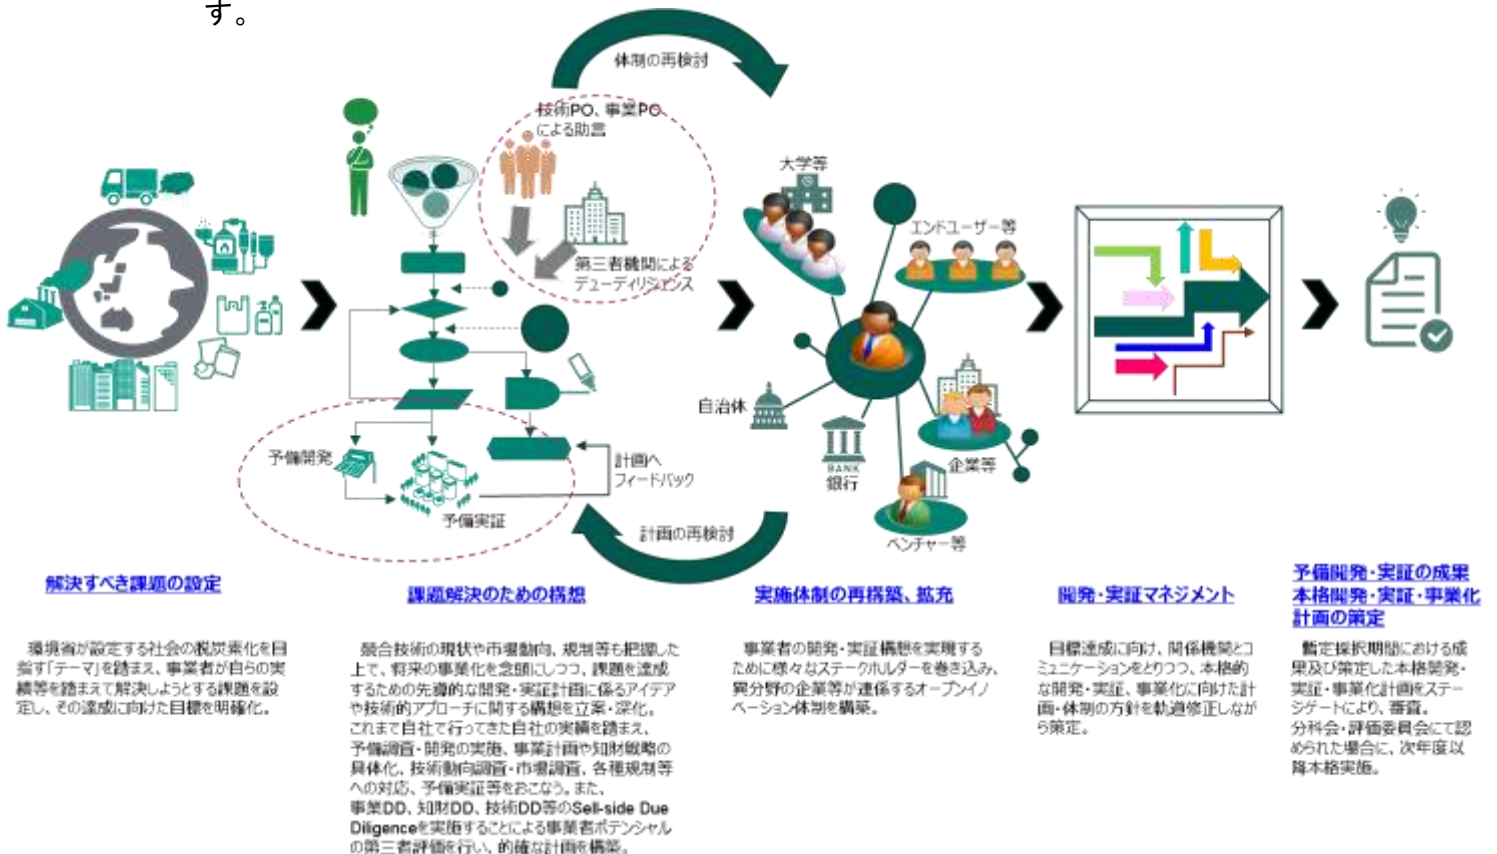 す。
体制の再検討
技術PO、事業PO
による助言
第三者機関による
デューディリジェンス
予備開発
予備実証
計画へ
フィードバック
計画の再検討
大学等
エンドユーザー等
自治体
BANK
銀行
企業等
ベンチャー等
解決すべき課題の設定
環境省が設定する社会の脱炭素化を目
指す「テーマ」を踏まえ、事業者が自らの実
績等を踏まえて解決しようとする課題を設
定し、その達成に向けた目標を明確化。
課題解決のための構想
競合技術の現状や市場動向、規制等も把握した
上で、将来の事業化を念頭にしつつ、課題を達成
するための先導的な開発・実証計画に係るアイデア
や技術的アプローチに関する構想を立案・深化。
これまで自社で行ってきた自社の実績を踏まえ、
予備調査・開発の実施、事業計画や知財戦略の
具体化、技術動向調査・市場調査、各種規制等
への対応、予備実証等をおこなう。また、
事業DD、知財DD、技術DD等のSell-side Due
Diligenceを実施することによる事業者ポテンシャル
の第三者評価を行い、的確な計画を構築。
実施体制の再構築、拡充
事業者の開発・実証構想を実現する
ために様々なステークホルダーを巻き込み、
異分野の企業等が連係するオープンイノ
ベーション体制を構築。
開発・実証マネジメント
目標達成に向け、関係機関とコ
ミュニケーションをとりつつ、本格的
な開発・実証、事業化に向けた計
画・体制の方針を軌道修正しなが
ら策定。
予備開発・実証の成果
本格開発・実証・事業化
計画の策定
暫定採択期間における成
果及び策定した本格開発・
実証・事業化計画をステー
ジゲートにより、審査。
分科会・評価委員会にて認
められた場合に、次年度以
降本格実施。